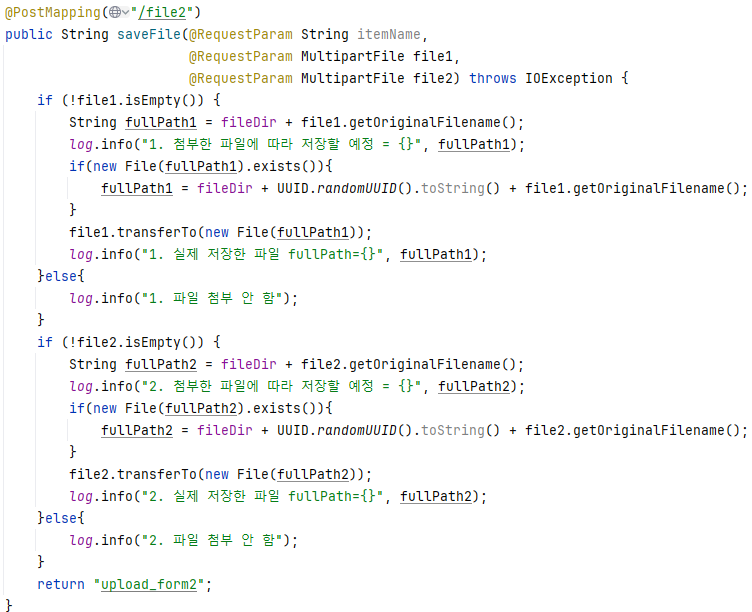 @PostMapping("/file2")
public String saveFile(@RequestParam String itemName,
                       @RequestParam MultipartFile file1,
                       @RequestParam MultipartFile file2) throws IOException {
    if (!file1.isEmpty()) {
        String fullPath1 = fileDir + file1.getOriginalFilename();
        log.info("1. 첨부한 파일에 따라 저장할 예정 = {}", fullPath1);
        if(new File(fullPath1).exists()){
            fullPath1 = fileDir + UUID.randomUUID().toString() + file1.getOriginalFilename();
        }
        file1.transferTo(new File(fullPath1));
        log.info("1. 실제 저장한 파일 fullPath={}", fullPath1);
    }else{
        log.info("1. 파일 첨부 안 함");
    }
    if (!file2.isEmpty()) {
        String fullPath2 = fileDir + file2.getOriginalFilename();
        log.info("2. 첨부한 파일에 따라 저장할 예정 = {}", fullPath2);
        if(new File(fullPath2).exists()){
            fullPath2 = fileDir + UUID.randomUUID().toString() + file2.getOriginalFilename();
        }
        file2.transferTo(new File(fullPath2));
        log.info("2. 실제 저장한 파일 fullPath={}", fullPath2);
    }else{
        log.info("2. 파일 첨부 안 함");
    }
    return "upload_form2";
}